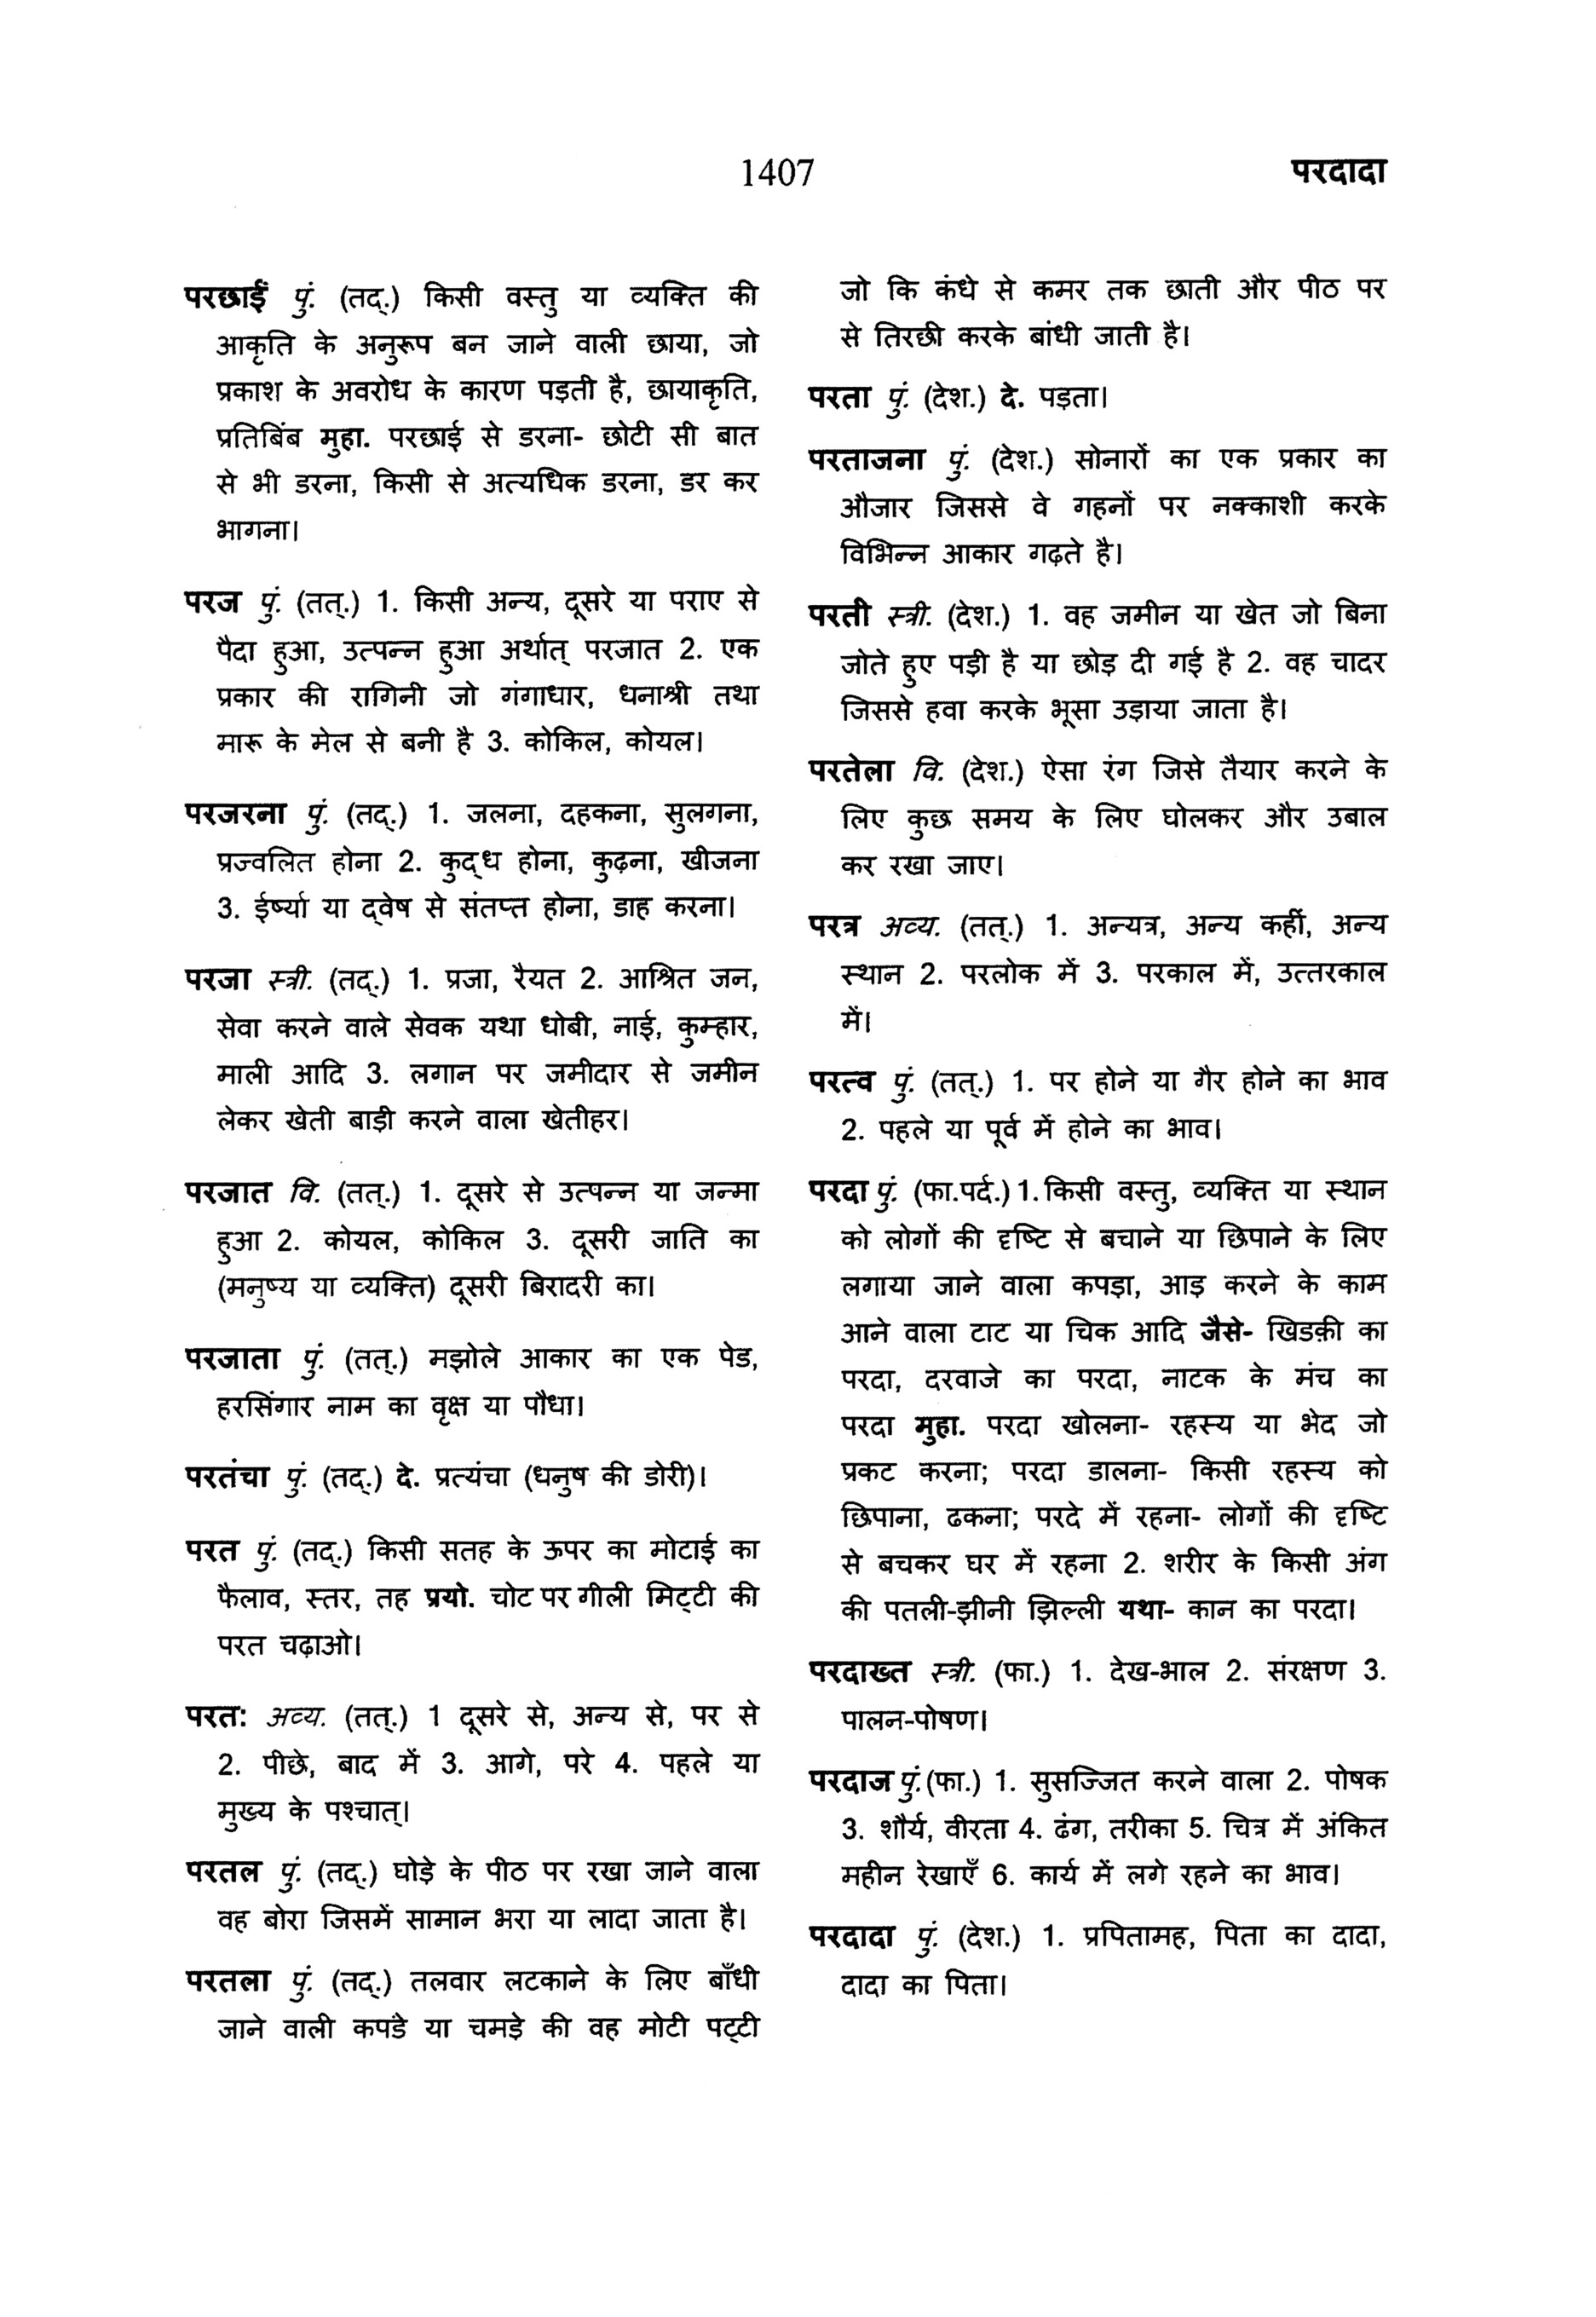 1407
परदादा
परछाईं पुं. (तद्.) किसी वस्तु या व्यक्ति की
आकृति के अनुरूप बन जाने वाली छाया, जो
प्रकाश के अवरोध के कारण पड़ती है, छायाकृति,
प्रतिबिंब मुहा. परछाई से डरना- छोटी सी बात
से भी डरना, किसी से अत्यधिक डरना, डर कर
भागना।
परज पुं. (तत्.) 1. किसी अन्य, दूसरे या पराए से
पैदा हुआ, उत्पन्न हुआ अर्थात् परजात 2. एक
प्रकार की रागिनी जो गंगाधार, धनाश्री तथा
मारू के मेल से बनी है 3. कोकिल, कोयल।
परजरना पुं. (तद्.) 1. जलना, दहकना, सुलगना,
प्रज्वलित होना 2. कुद्ध होना, कुढ़ना, खीजना
3. ईर्ष्या या द्वेष से संतप्त होना, डाह करना।
परजा स्त्री. (तद्.) 1. प्रजा, रैयत 2. आश्रित जन,
सेवा करने वाले सेवक यथा धोबी, नाई, कुम्हार,
माली आदि 3. लगान पर जमीदार से जमीन
लेकर खेती बाड़ी करने वाला खेतीहर।
परजात वि. (तत्.) 1. दूसरे से उत्पन्न या जन्मा
हुआ 2. कोयल, कोकिल 3. दूसरी जाति का
(मनुष्य या व्यक्ति) दूसरी बिरादरी का।
परजाता पुं. (तत्.) मझोले आकार का एक पेड,
हरसिंगार नाम का वृक्ष या पौधा।
परतंचा पुं. (तद्.) दे. प्रत्यंचा (धनुष की डोरी)।
परत पुं. (तद्.) किसी सतह के ऊपर का मोटाई का
फैलाव, स्तर, तह प्रयो. चोट पर गीली मिट्टी की
परत चढ़ाओ।
परत: अव्य. (तत्.) 1 दूसरे से, अन्य से, पर से
2. पीछे, बाद में 3. आगे, परे 4. पहले या
मुख्य के पश्चात्।
परतल पुं. (तद्.) घोड़े के पीठ पर रखा जाने वाला
वह बोरा जिसमें सामान भरा या लादा जाता है।
परतला पुं. (तद्.) तलवार लटकाने के लिए बाँधी
जाने वाली कपडे या चमड़े की वह मोटी पट्टी
जो कि कंधे से कमर तक छाती और पीठ पर
से तिरछी करके बांधी जाती है।
परता पुं. (देश.) दे. पड़ता।
परताजना पुं. (देश.) सोनारों का एक प्रकार का
औजार जिससे वे गहनों पर नक्काशी करके
विभिन्न आकार गढ़ते है।
परती स्त्री. (देश.) 1. वह जमीन या खेत जो बिना
जोते हुए पड़ी है या छोड़ दी गई है 2. वह चादर
जिससे हवा करके भूसा उड़ाया जाता है।
परतेला वि. (देश.) ऐसा रंग जिसे तैयार करने के
लिए कुछ समय के लिए घोलकर और उबाल
कर रखा जाए।
परत्र अव्य. (तत्.) 1. अन्यत्र, अन्य कहीं, अन्य
स्थान 2. परलोक में 3. परकाल में, उत्तरकाल
में।
परत्व पुं. (तत्.) 1. पर होने या गैर होने का भाव
2. पहले या पूर्व में होने का भाव।
परदा पुं. (फा.पर्द.) 1. किसी वस्तु, व्यक्ति या स्थान
को लोगों की दृष्टि से बचाने या छिपाने के लिए
लगाया जाने वाला कपड़ा, आड़ करने के काम
आने वाला टाट या चिक आदि जैसे- खिडक़ी का
परदा, दरवाजे का परदा, नाटक के मंच का
परदा मुहा. परदा खोलना- रहस्य या भेद जो
प्रकट करना; परदा डालना- किसी रहस्य को
छिपाना, ढकना; परदे में रहना- लोगों की दृष्टि
से बचकर घर में रहना 2. शरीर के किसी अंग
की पतली-झीनी झिल्ली यथा- कान का परदा।
परदाख्त स्त्री. (फा.) 1. देख-भाल 2. संरक्षण 3.
पालन-पोषण।
परदाज पुं. (फा.) 1. सुसज्जित करने वाला 2. पोषक
3. शौर्य, वीरता 4. ढंग, तरीका 5. चित्र में अंकित
महीन रेखाएँ 6. कार्य में लगे रहने का भाव।
परदादा पुं. (देश.) 1. प्रपितामह, पिता का दादा,
दादा का पिता।